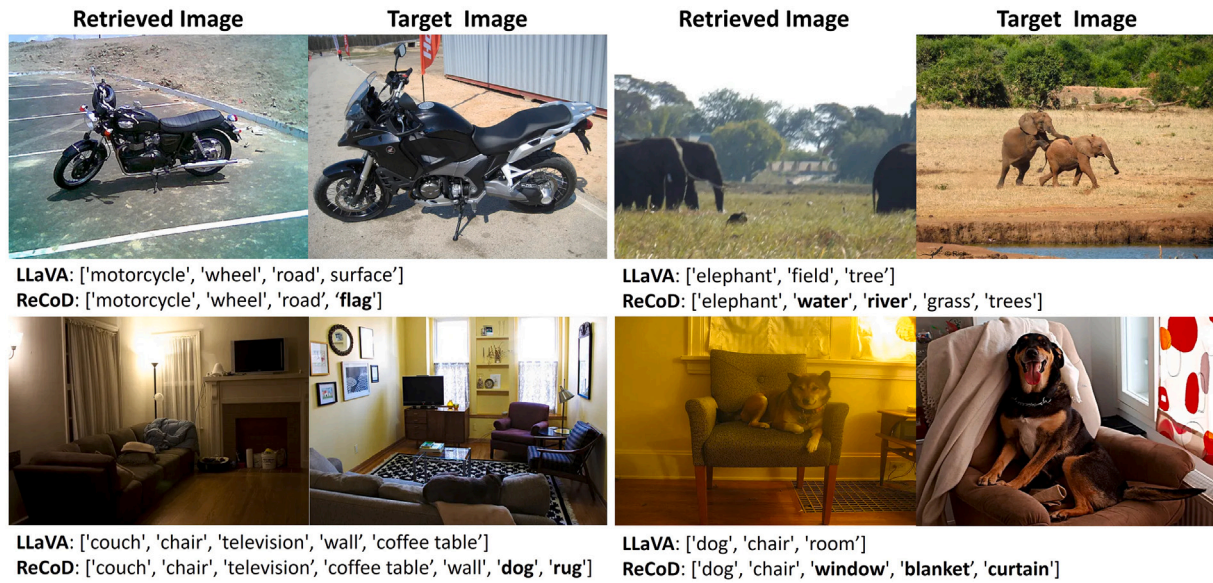 Retrieved Image
Target Image
Retrieved Image
Target Image
HO
LLaVA: ['motorcycle', 'wheel', 'road', surface']
ReCoD: ['motorcycle', 'wheel', 'road', 'flag']
LLaVA: ['elephant', 'field', 'tree']
ReCoD: ['elephant', 'water', 'river', 'grass', 'trees']
LLaVA: ['couch', 'chair', 'television', 'wall', 'coffee table']
ReCoD: ['couch', 'chair', 'television', 'coffee table', 'wall', 'dog', 'rug']
LLaVA: ['dog', 'chair', 'room']
ReCoD: ['dog', 'chair', 'window', 'blanket', 'curtain']